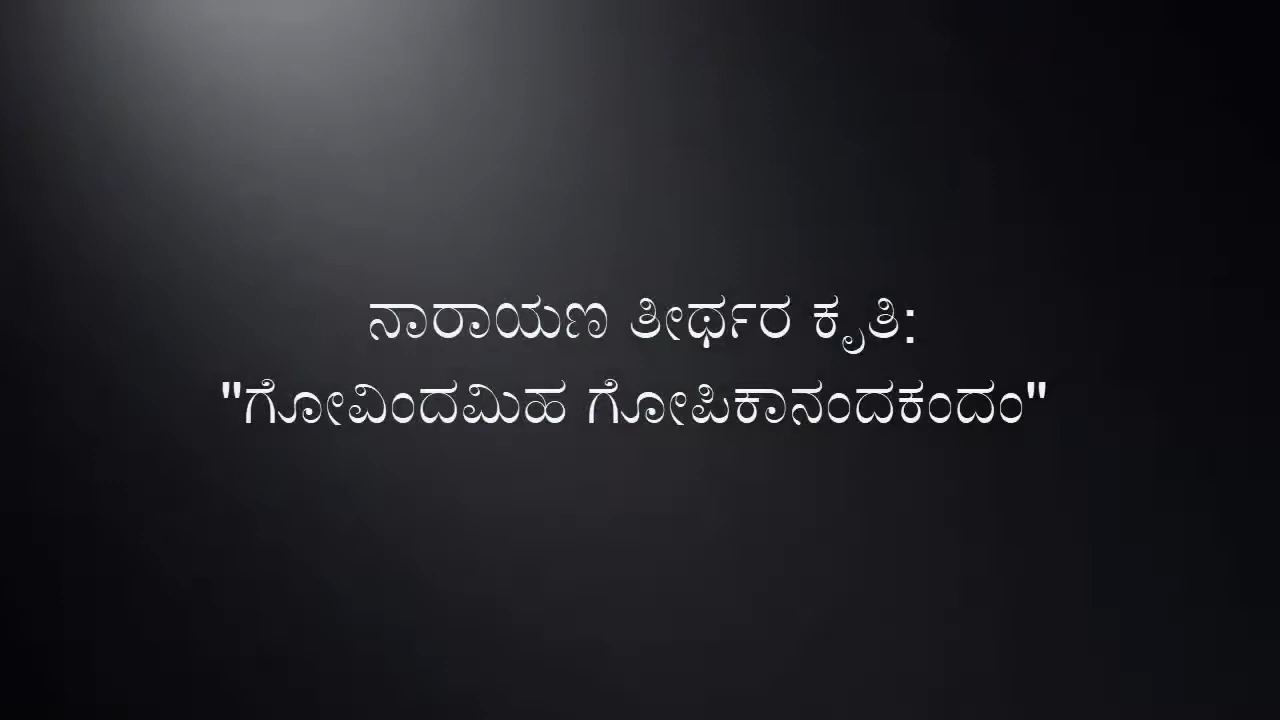 ನಾರಾಯಣ ತೀರ್ಥರ ಕೃತಿ:
"ಗೋವಿಂದಮಿಹ ಗೋಪಿಕಾನಂದಕಂದಂ"